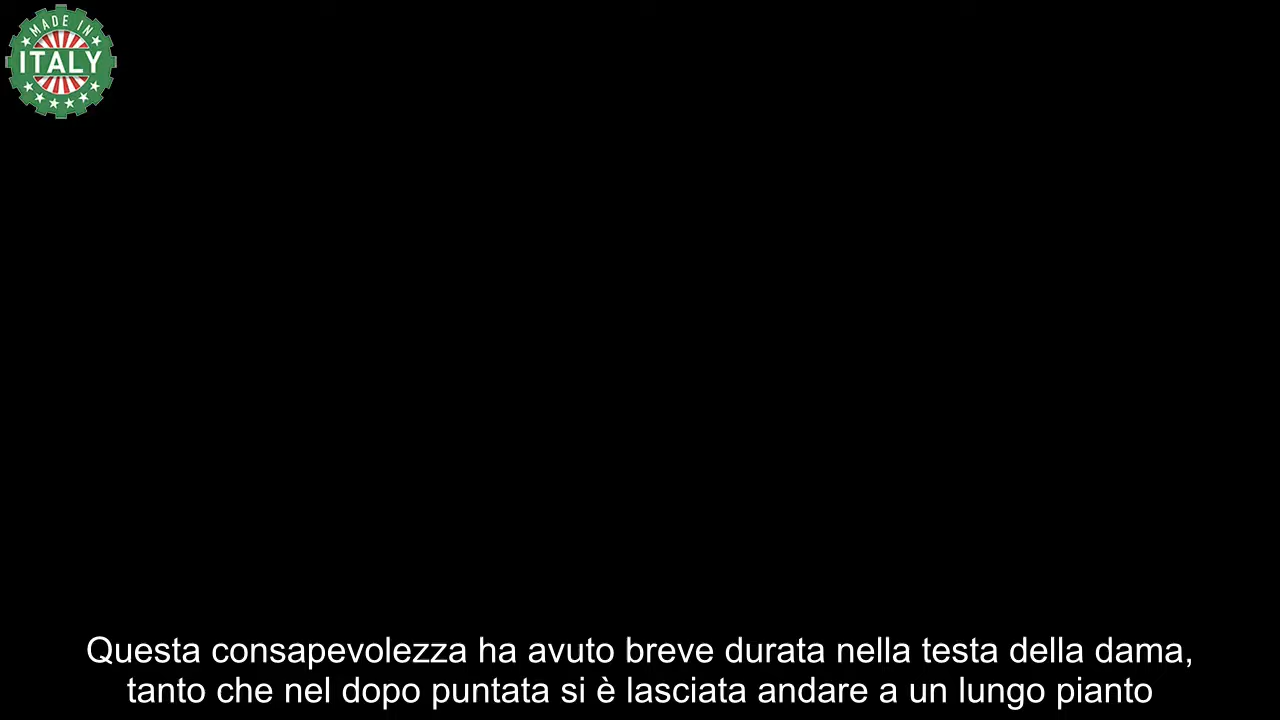 MADE IN
ITALY
Questa consapevolezza ha avuto breve durata nella testa della dama,
tanto che nel dopo puntata si è lasciata andare a un lungo pianto